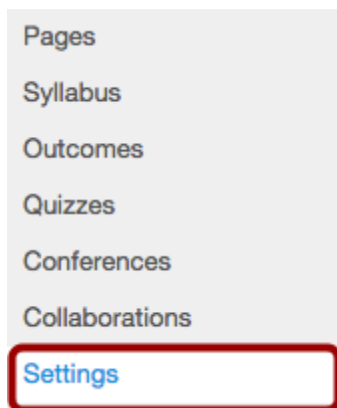 Pages
Syllabus
Outcomes
Quizzes
Conferences
Collaborations
Settings